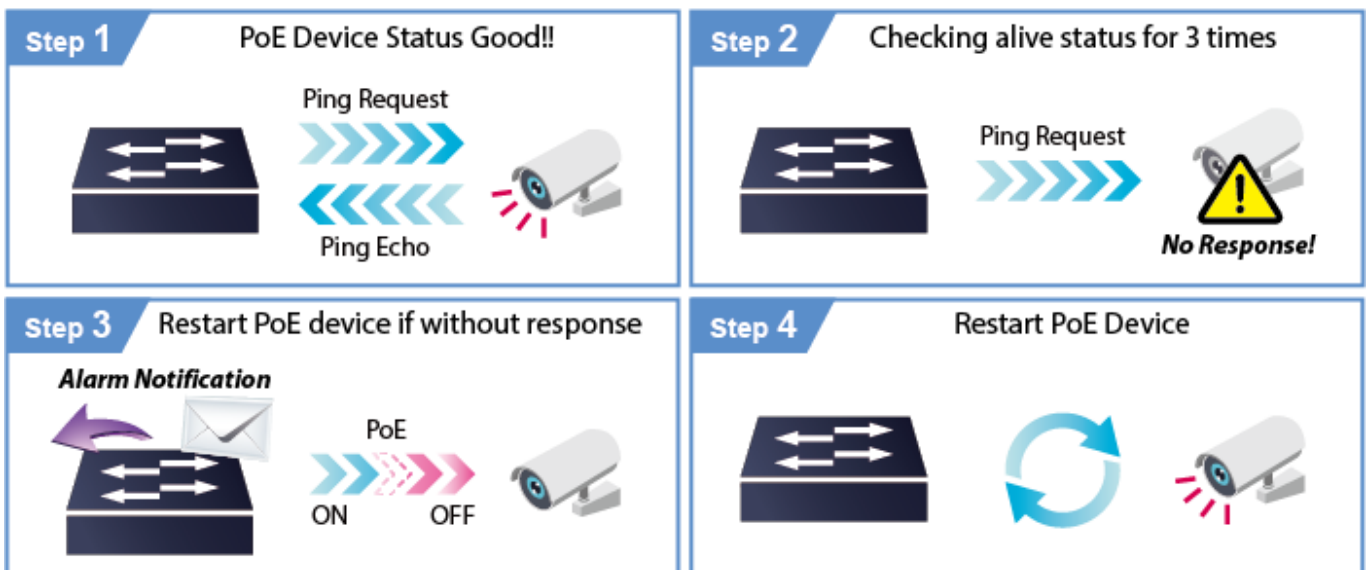 Step 1
PoE Device Status Good!!
Ping Request
Ping Echo
Step 2
Checking alive status for 3 times
Ping Request
No Response!
Step 3
Restart PoE device if without response
Alarm Notification
PoE
ON
OFF
Step 4
Restart PoE Device